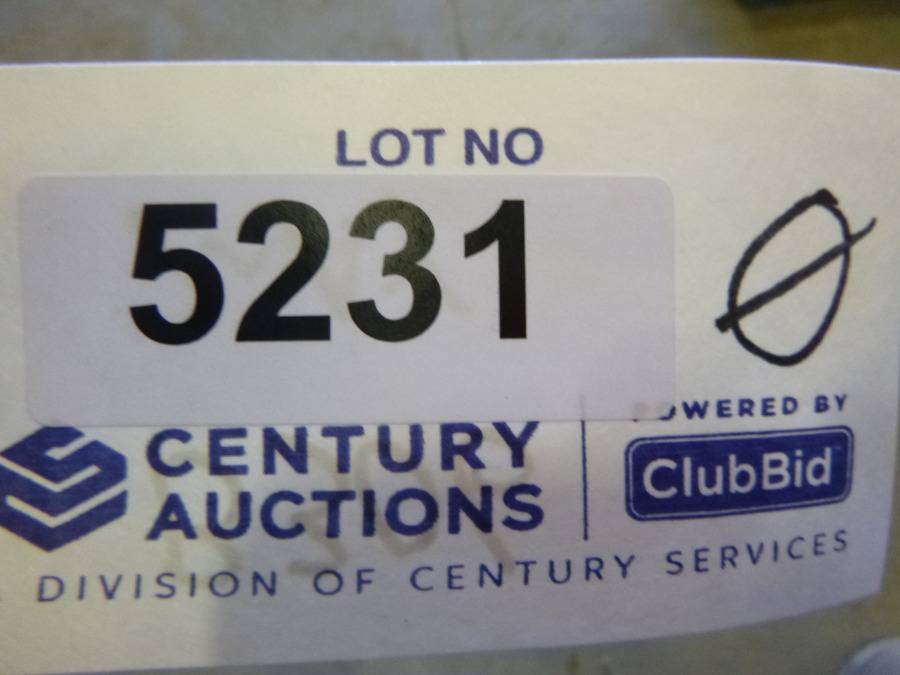 LOT NO
5231
Ø
CENTURY
AUCTIONS
POWERED BY
ClubBid
DIVISION OF CENTURY SERVICES